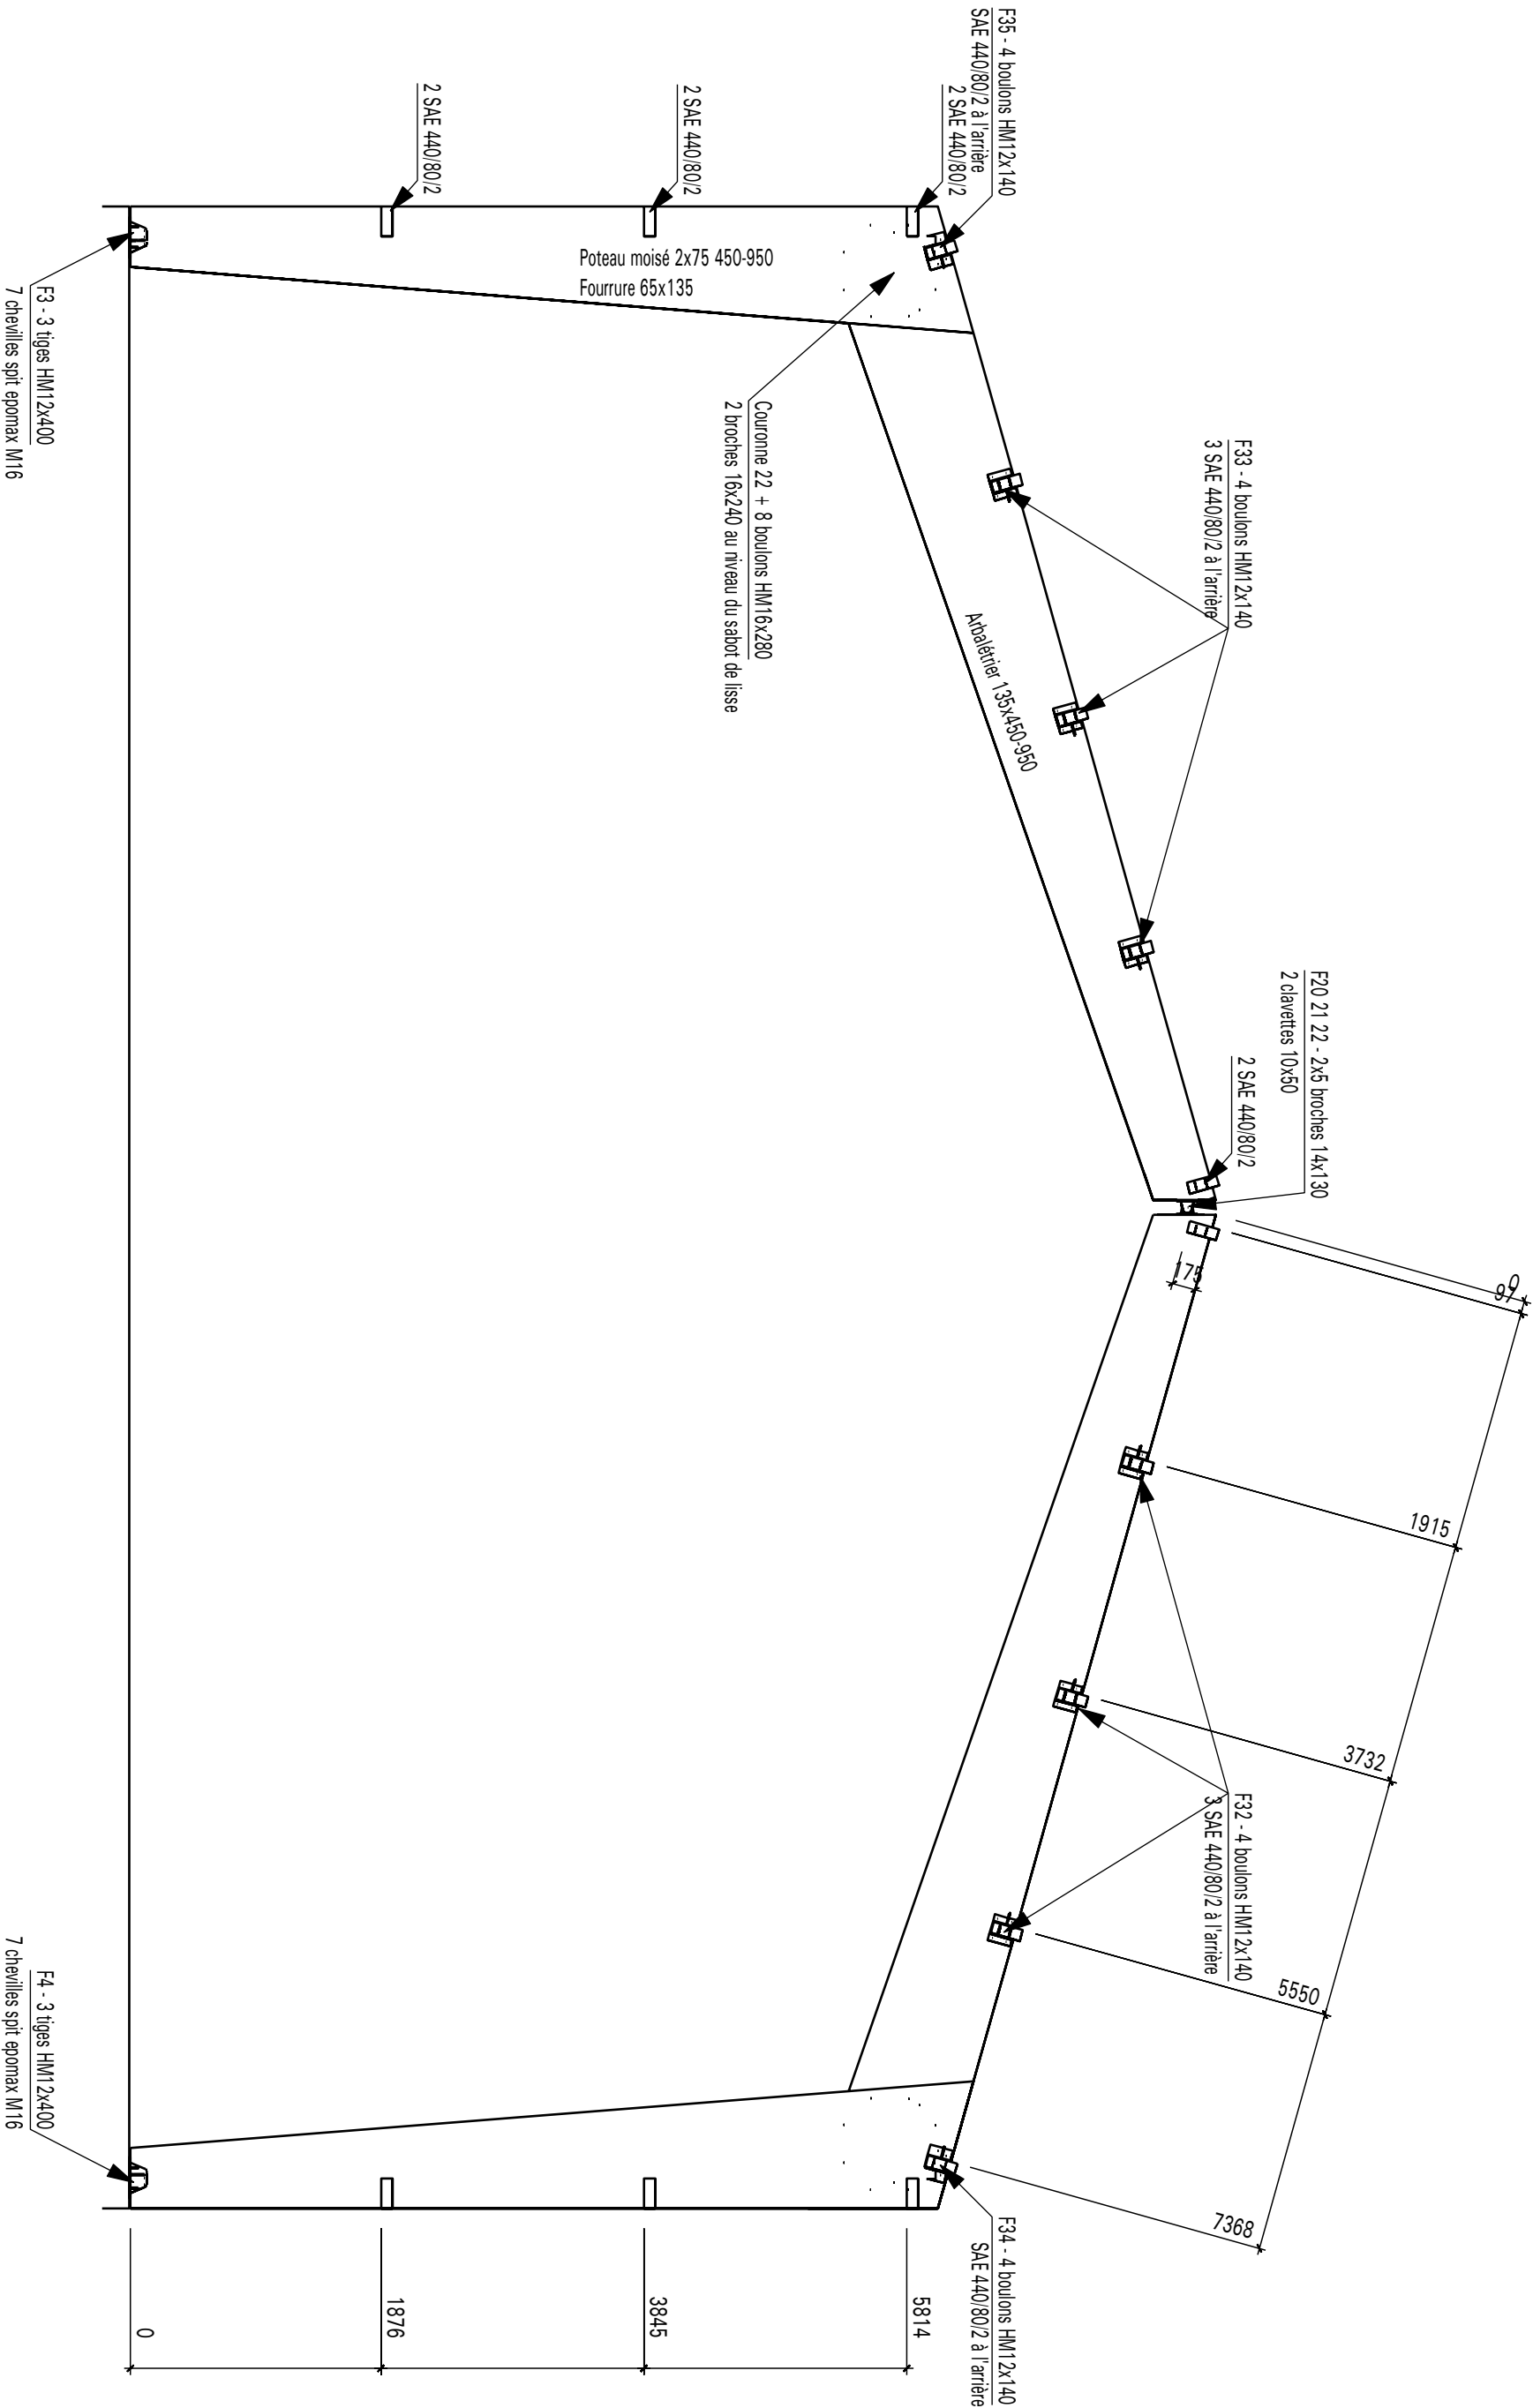 F35 - 4 boulons HM12x140
SAE 440/80/2 à l'arrière
2 SAE 440/80/2
2 SAE 440/80/2
2 SAE 440/80/2
Poteau moisé 2x75 450-950
Fourrure 65x135
F3 - 3 tiges HM12x400
7 chevilles spit epomax M16
Couronne 22 + 8 boulons HM16x280
2 broches 16x240 au niveau du sabot de lisse
F33 - 4 boulons HM12x140
3 SAE 440/80/2 à l'arrière
Arbalétrier 135x450-950
F20 21 22 - 2x5 broches 14x130
2 clavettes 10x50
2 SAE 440/80/2
175
0
97
1915
3732
5550
7368
F32 - 4 boulons HM12x140
3 SAE 440/80/2 à l'arrière
F34 - 4 boulons HM12x140
SAE 440/80/2 à l'arrière
5814
3845
1876
0
F4 - 3 tiges HM12x400
7 chevilles spit epomax M16